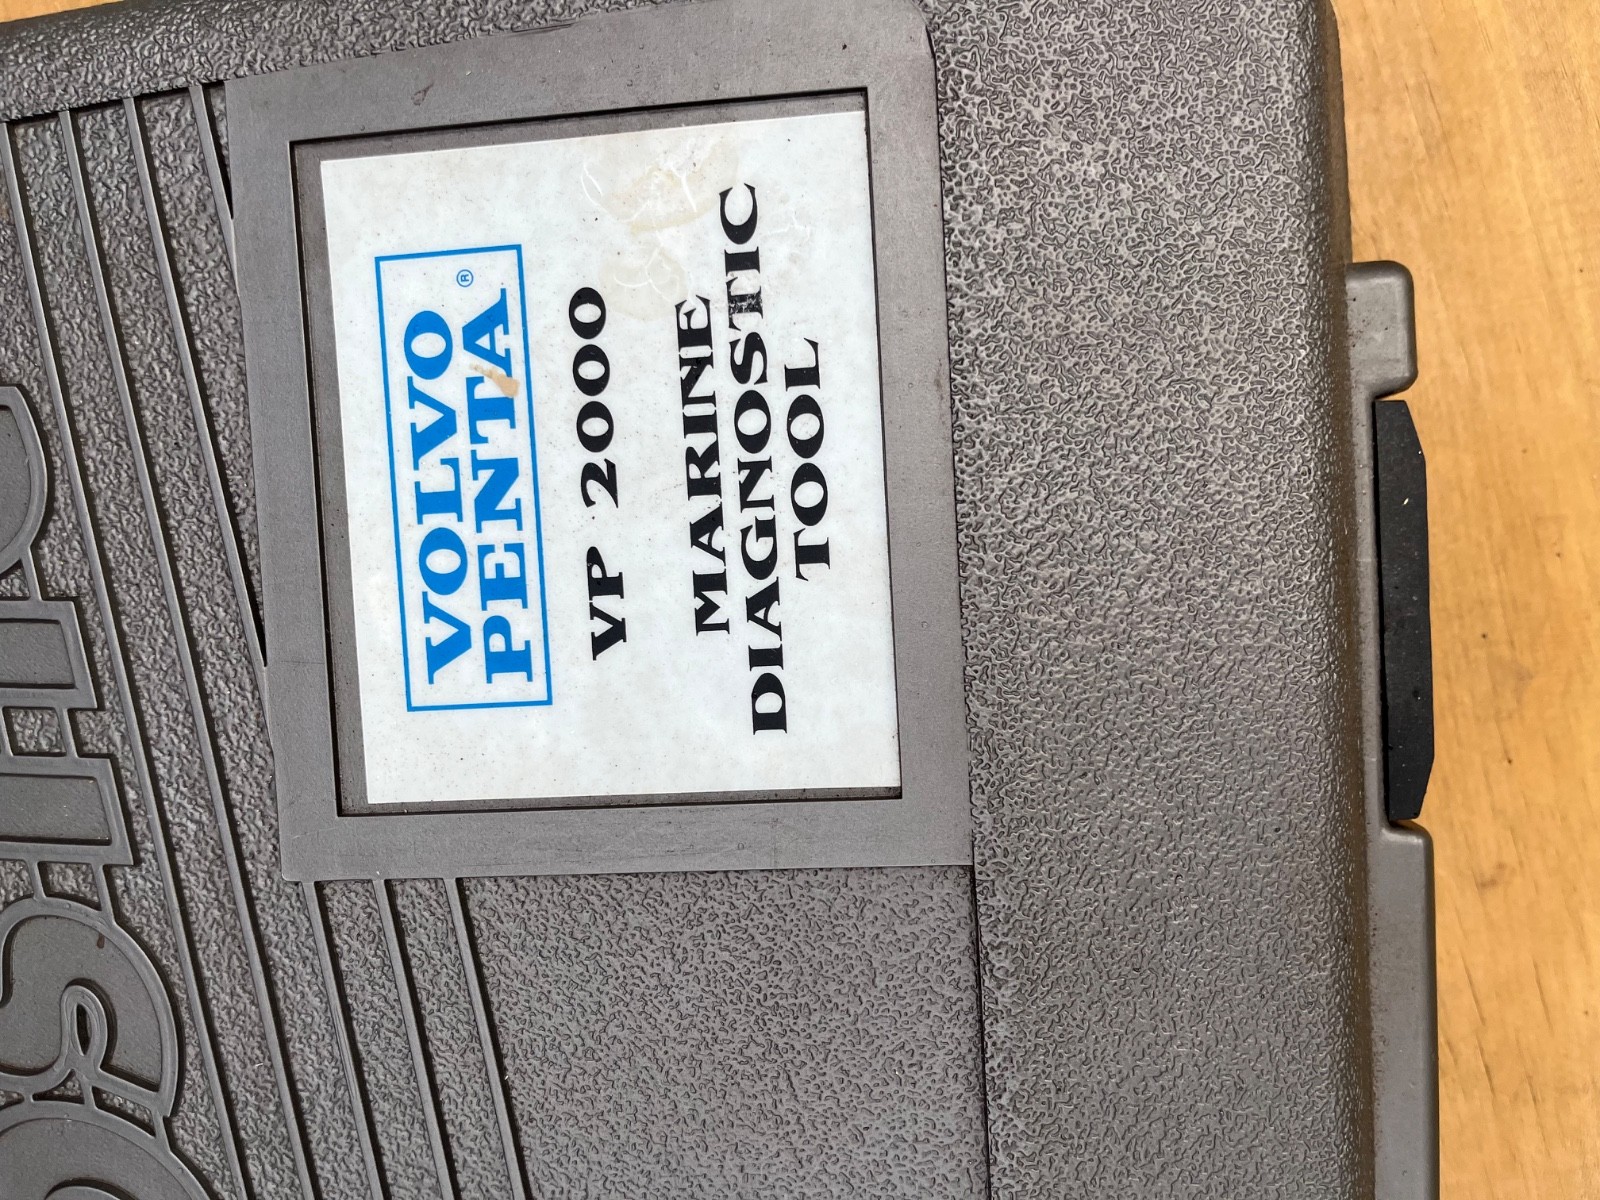 VOLVO
PENTA®
VP 2000
MARINE
DIAGNOSTIC
TOOL